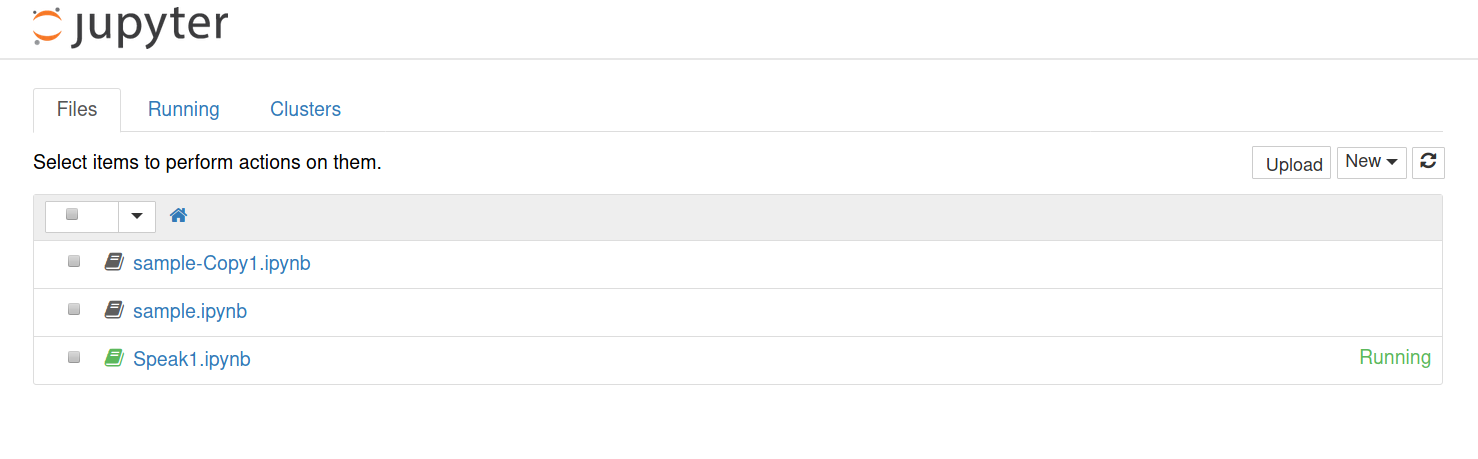 jupyter
Files Running Clusters
Select items to perform actions on them. Upload New
sample-Copy1.ipynb
sample.ipynb
Speak1.ipynb Running